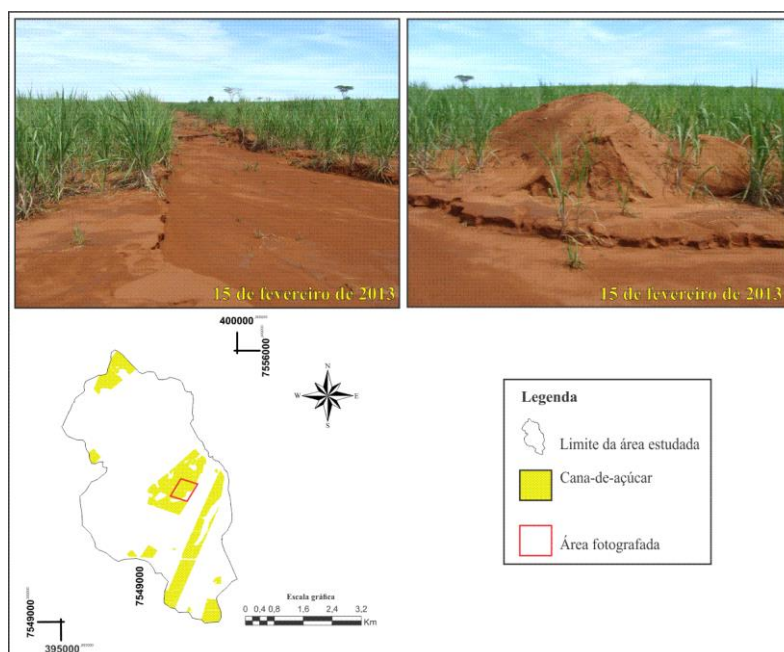 15 de fevereiro de 2013
15 de fevereiro de 2013
400000
7556000
N
W
E
S
Legenda
Limite da área estudada
Cana-de-açúcar
Área fotografada
7549000
7549000
395000
Escala gráfica
0 0,4 0,8 1,6 2,4 3,2
Km